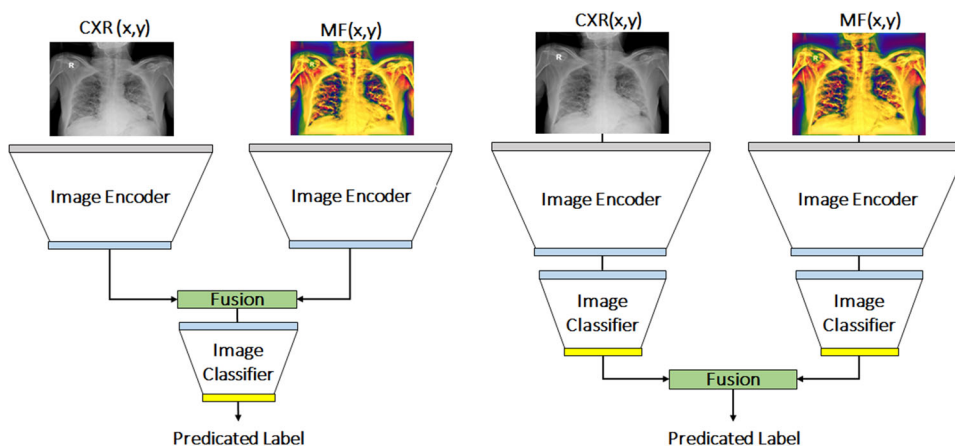 CXR (x,y)
MF(x,y)
R
R
Image Encoder
Image Encoder
Fusion
Image
Classifier
Predicated Label
CXR(x,y)
MF(x,y)
R
R
Image Encoder
Image Encoder
Image
Classifier
Image
Classifier
Fusion
Predicated Label